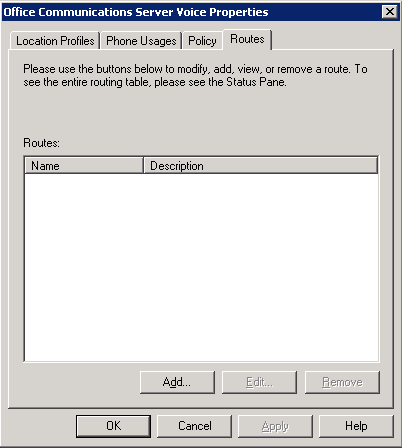 Office Communications Server Voice Properties
Location Profiles Phone Usages Policy Routes
Please use the buttons below to modify, add, view, or remove a route. To
see the entire routing table, please see the Status Pane.
Routes:
Name Description
Add... Edit... Remove
OK Cancel Apply Help